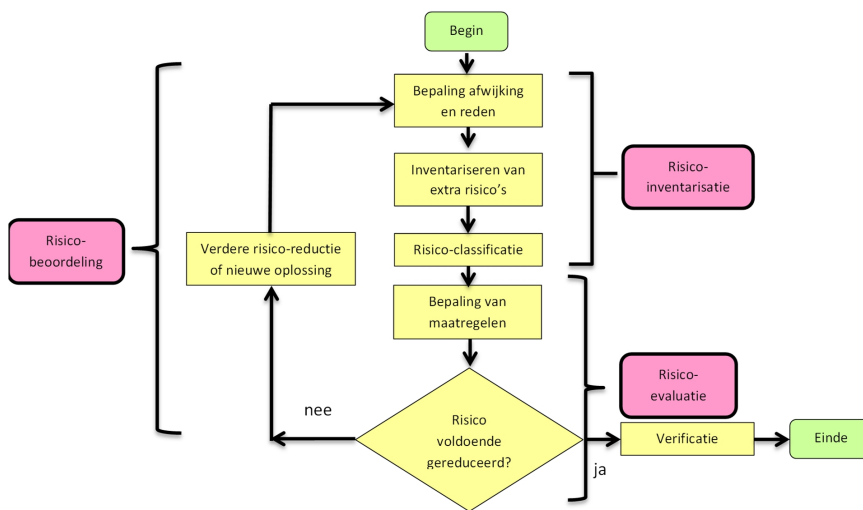 Begin
Bepaling afwijking
en reden
Inventariseren van
extra risico's
Risico-
inventarisatie
Risico-
beoordeling
Verdere risico-reductie
of nieuwe oplossing
Risico-classificatie
Bepaling van
maatregelen
Risico-
evaluatie
nee
Risico
voldoende
gereduceerd?
Verificatie
Einde
ja